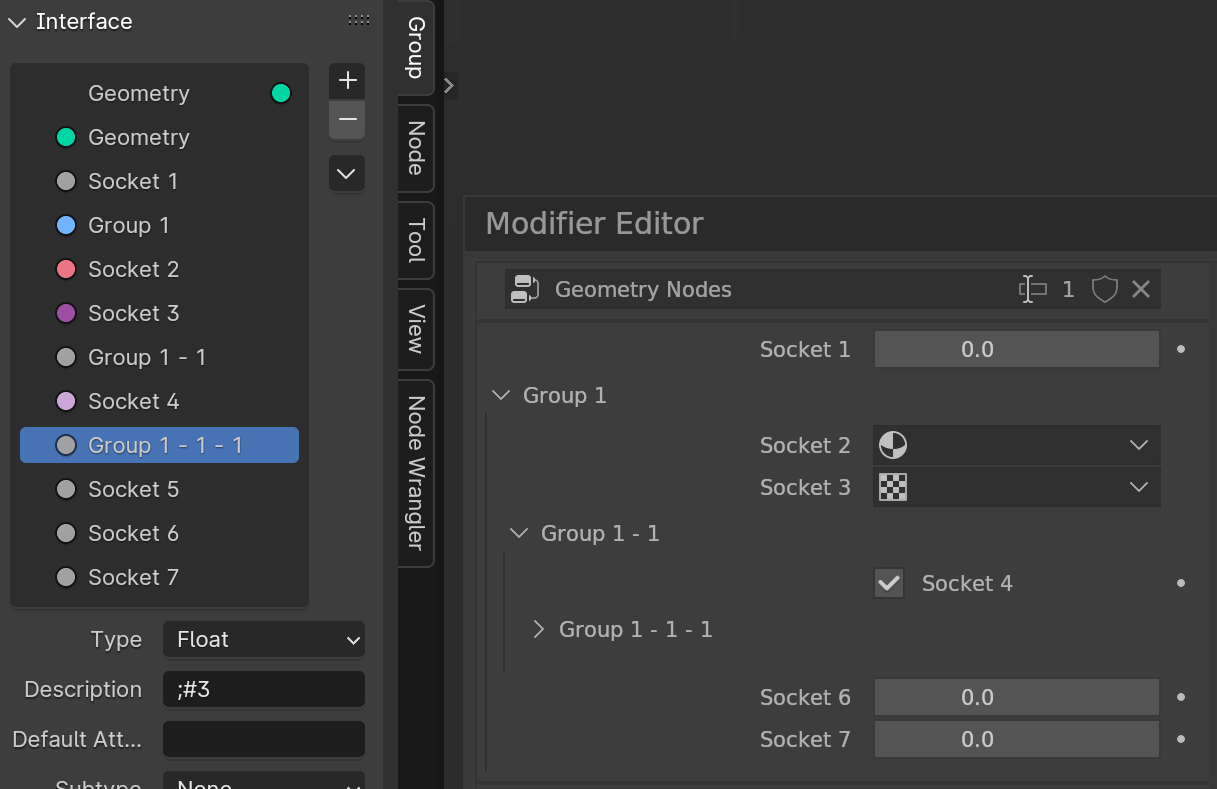 Interface
Geometry
Geometry
Socket 1
Group 1
Socket 2
Socket 3
Group 1 - 1
Socket 4
Group 1 - 1 - 1
Socket 5
Socket 6
Socket 7
Type Float
Description ;#3
Default Att...
Subtype None
Group
Node
Tool
View
Node Wrangler
Modifier Editor
Geometry Nodes 1
Socket 1 0.0
Group 1
Socket 2
Socket 3
Group 1 - 1
Socket 4
Group 1 - 1 - 1
Socket 6 0.0
Socket 7 0.0